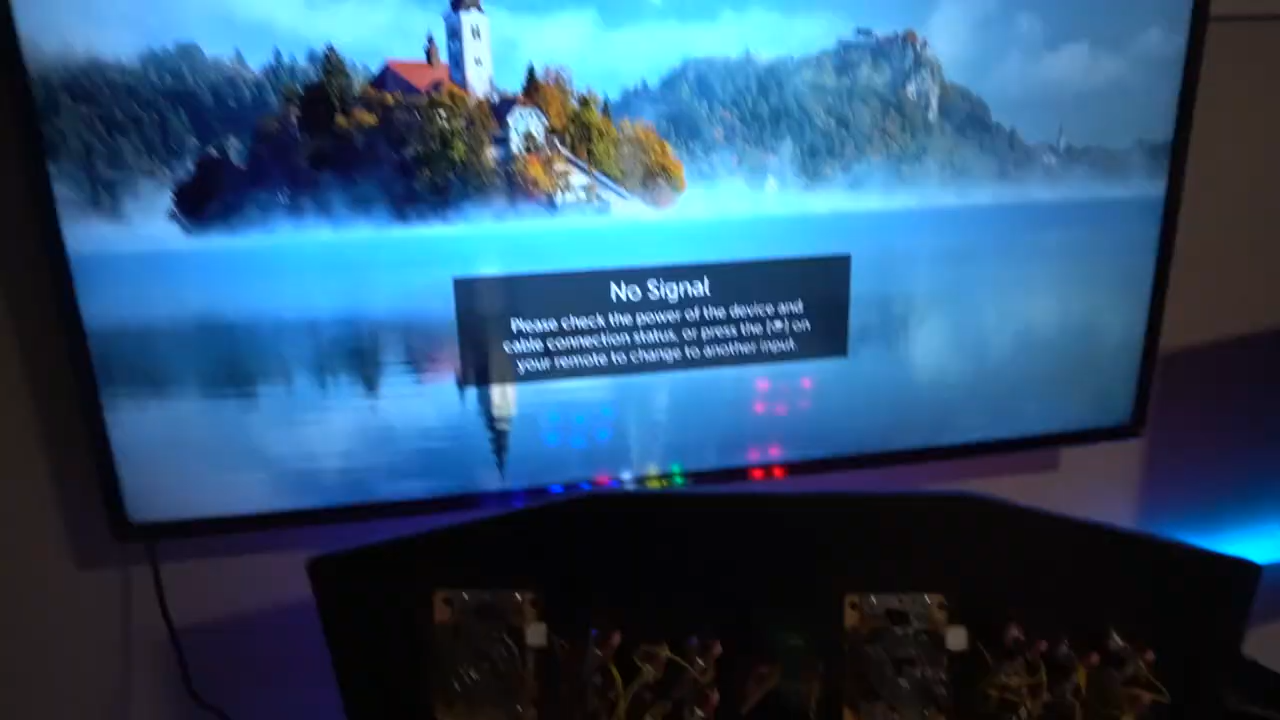 No Signal
Please check the power of the device and
cable connection status, or press the [⏺] on
your remote to change to another input.